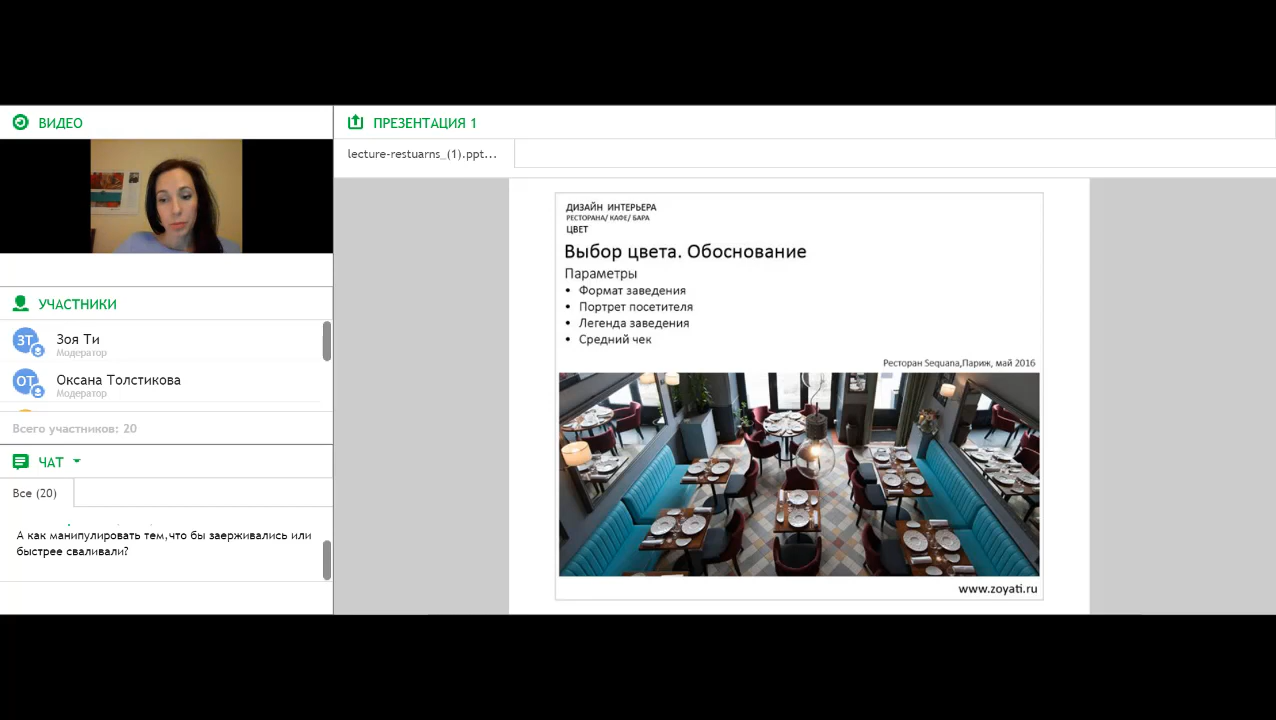 ВИДЕО
УЧАСТНИКИ
ЗТ
Зоя Ти
Модератор
ОТ
Оксана Толстикова
Модератор
Всего участников: 20
ЧАТ
Все (20)
А как манипулировать тем,что бы заерживались или
быстрее сваливали?
ПРЕЗЕНТАЦИЯ 1
lecture-restuarns_(1).ppt...
ДИЗАЙН ИНТЕРЬЕРА
РЕСТОРАНА/ КАФЕ/ БАРА
ЦВЕТ
Выбор цвета. Обоснование
Параметры
• Формат заведения
• Портрет посетителя
• Легенда заведения
• Средний чек
Ресторан Sequana,Париж, май 2016
www.zoyati.ru